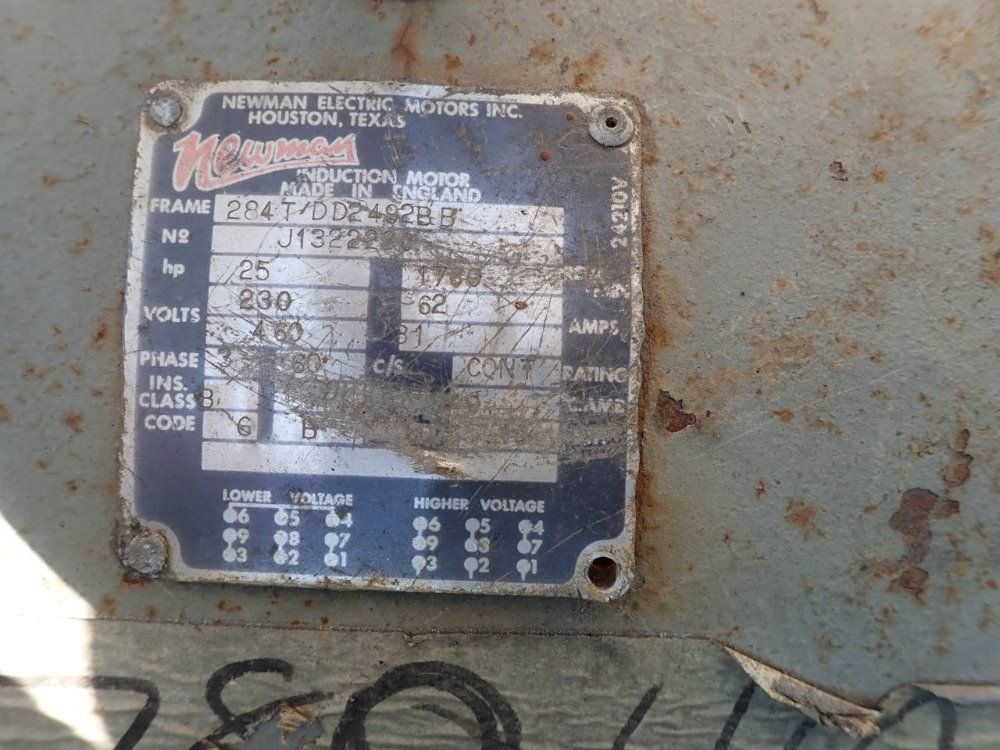 NEWMAN ELECTRIC MOTORS INC.
HOUSTON, TEXAS
Newman
INDUCTION MOTOR
MADE IN ENGLAND
FRAME 284T/DD2492BB
Nº
hp 25 1760
VOLTS 230 62
460 31 AMPS
PHASE c/s CONT RATING
INS. CLASS B
CODE G B
24210V
LOWER VOLTAGE HIGHER VOLTAGE
6 5 4 6 5 4
9 8 7 9 8 7
3 2 1 3 2 1